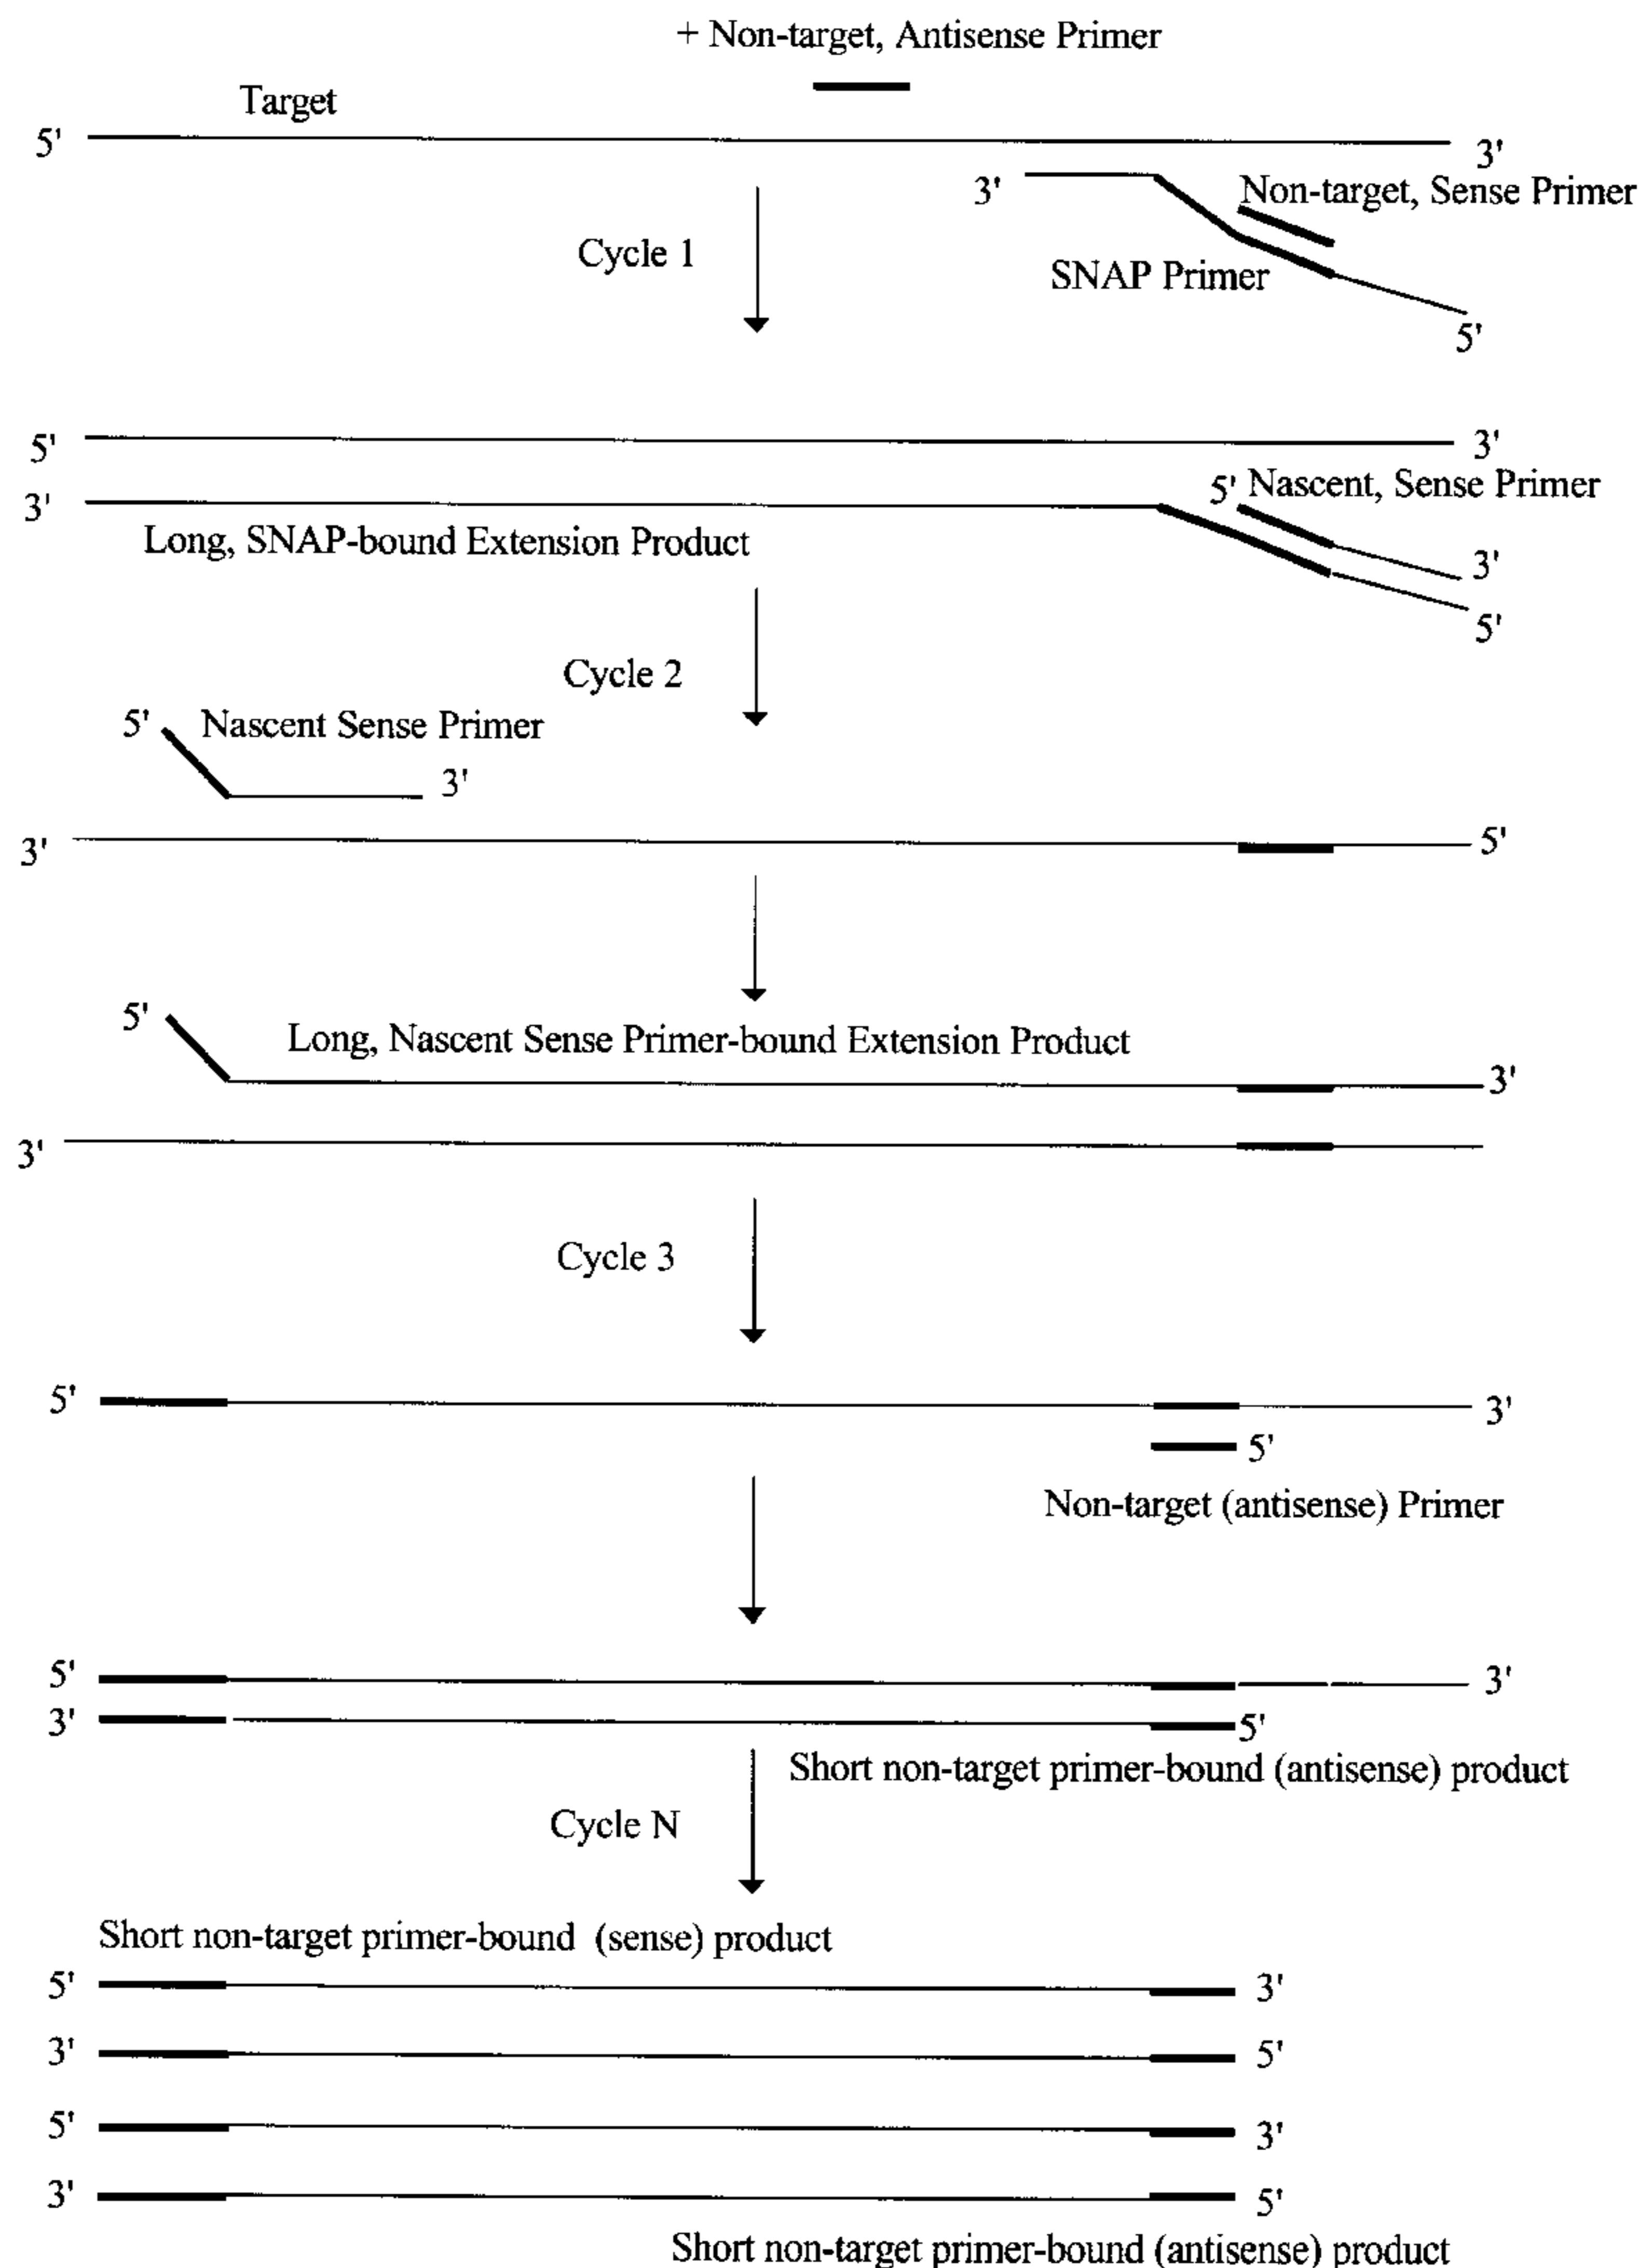 + Non-target, Antisense Primer
Target
5'
3'
3'
Non-target, Sense Primer
Cycle 1
SNAP Primer
5'
5'
3'
3'
5' Nascent, Sense Primer
Long, SNAP-bound Extension Product
3'
5'
Cycle 2
5' Nascent Sense Primer
3'
3'
5'
5'
Long, Nascent Sense Primer-bound Extension Product
3'
3'
Cycle 3
5'
3'
5'
Non-target (antisense) Primer
5'
3'
3'
5'
Short non-target primer-bound (antisense) product
Cycle N
Short non-target primer-bound (sense) product
5'
3'
3'
5'
5'
3'
3'
5'
Short non-target primer-bound (antisense) product